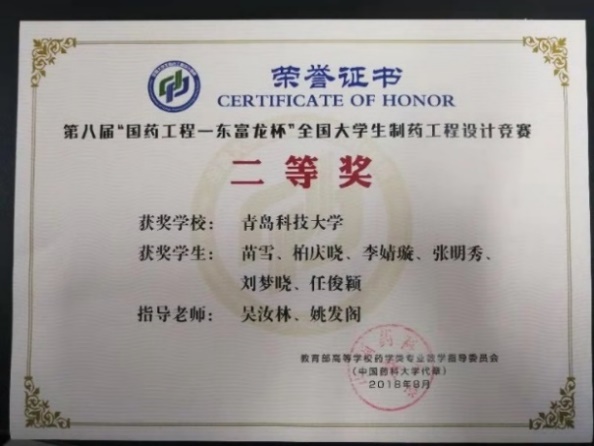 荣誉证书
CERTIFICATE OF HONOR
第八届“国药工程—东富龙杯”全国大学生制药工程设计竞赛
二等奖
获奖学校： 青岛科技大学
获奖学生： 苗雪、柏庆晓、李婧璇、张明秀、
刘梦晓、任俊颖
指导老师： 吴汝林、姚发阁
教育部高等学校药学类专业教学指导委员会
（中国药科大学代章）
2018年8月